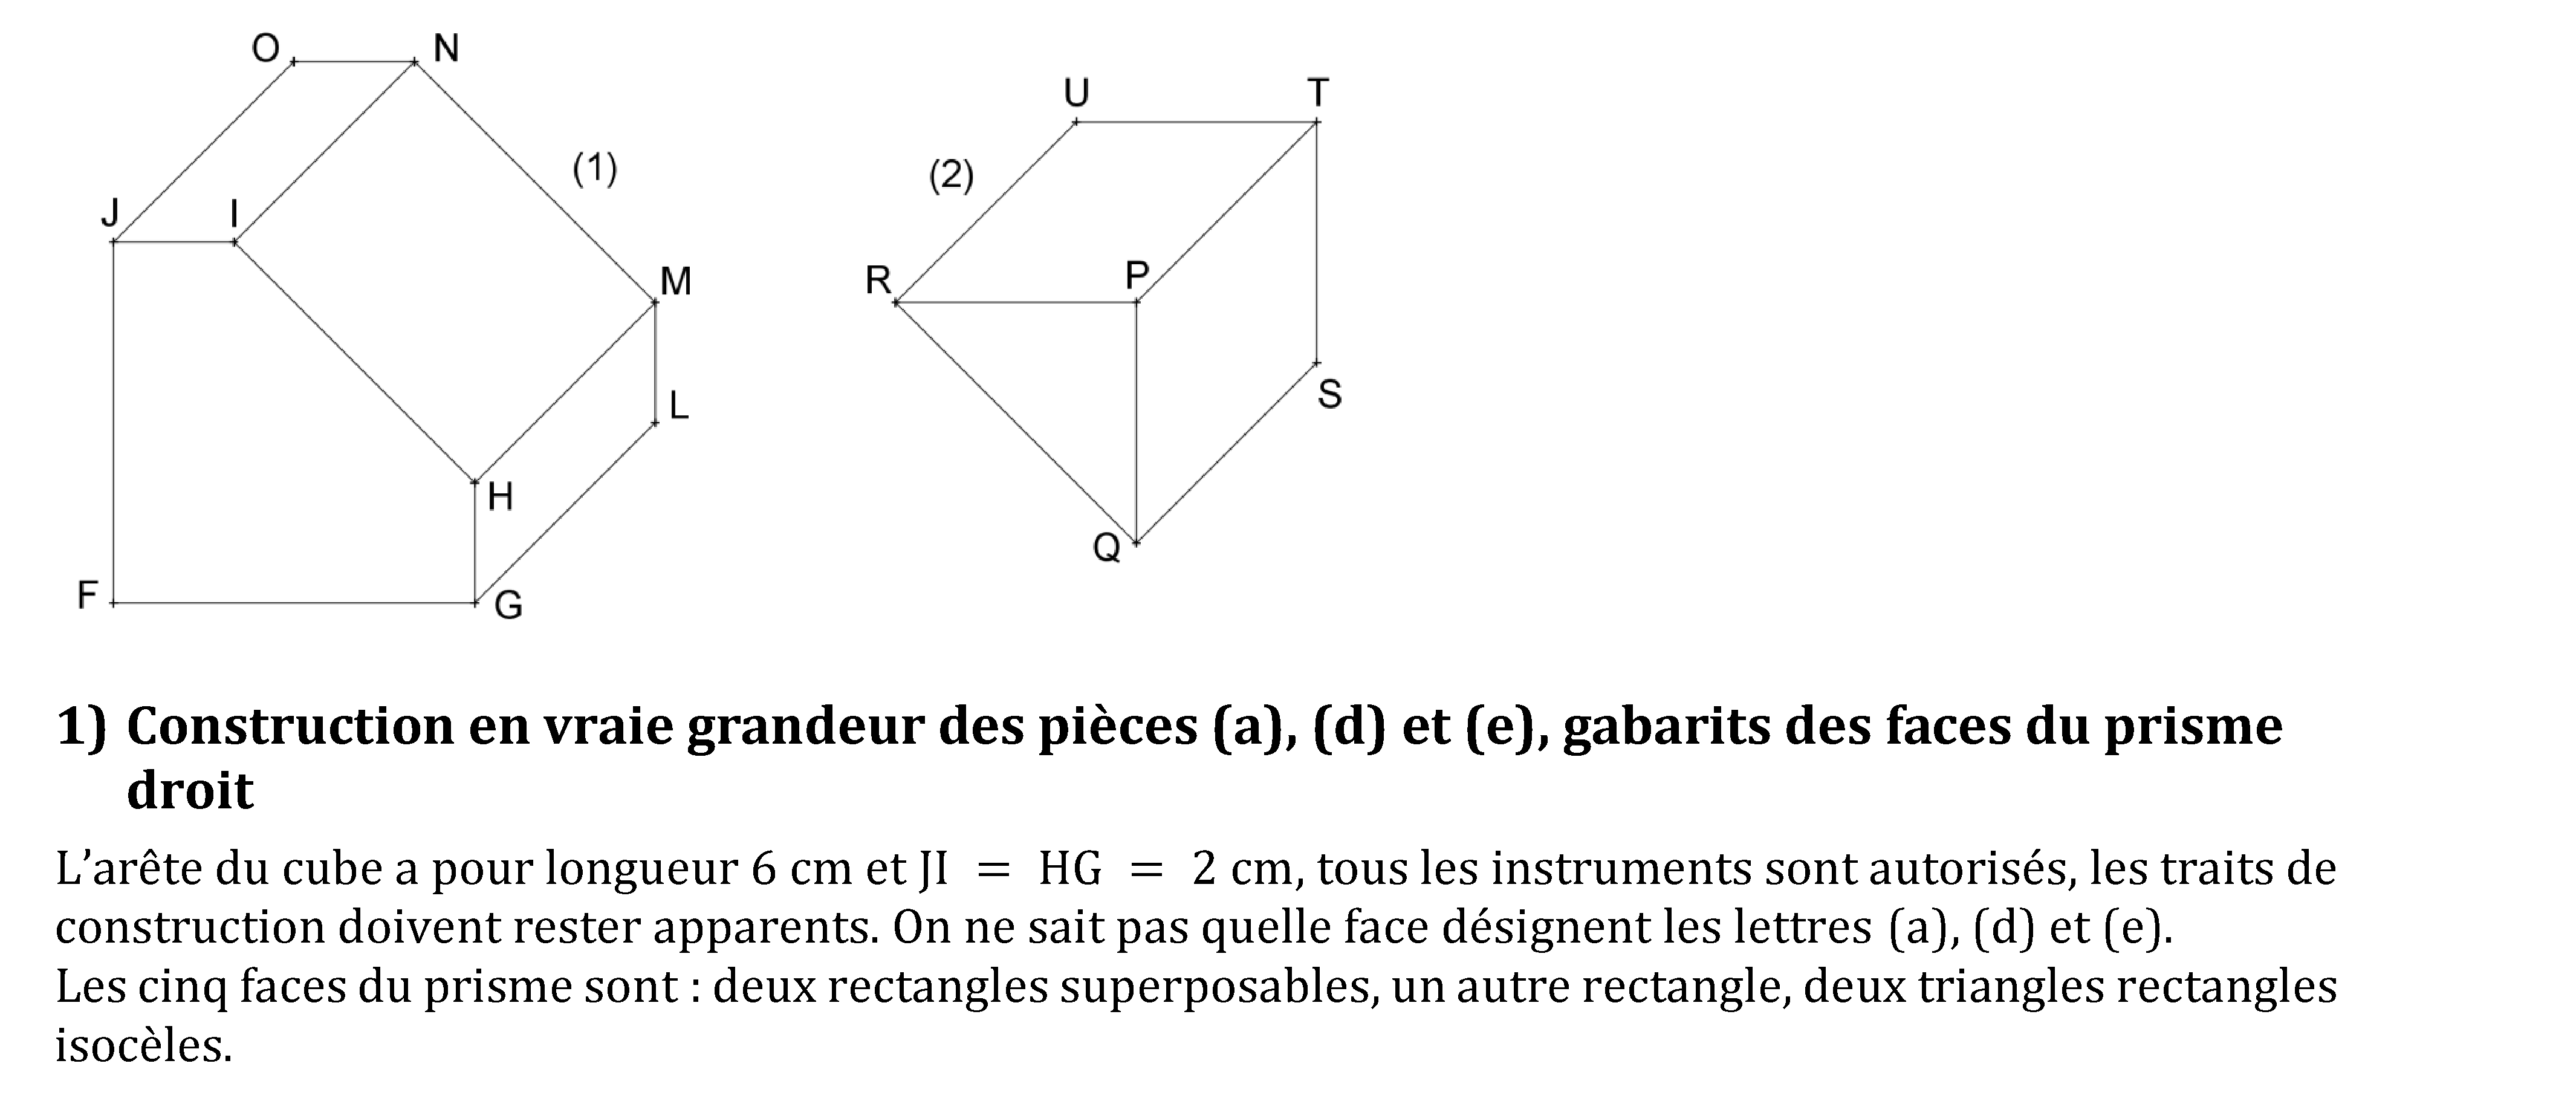 O N
U T
(1)
(2)
J I
R P
M
L
S
H
Q
F G
1) Construction en vraie grandeur des pièces (a), (d) et (e), gabarits des faces du prisme
droit
L’arête du cube a pour longueur 6 cm et JI = HG = 2 cm, tous les instruments sont autorisés, les traits de
construction doivent rester apparents. On ne sait pas quelle face désignent les lettres (a), (d) et (e).
Les cinq faces du prisme sont : deux rectangles superposables, un autre rectangle, deux triangles rectangles
isocèles.